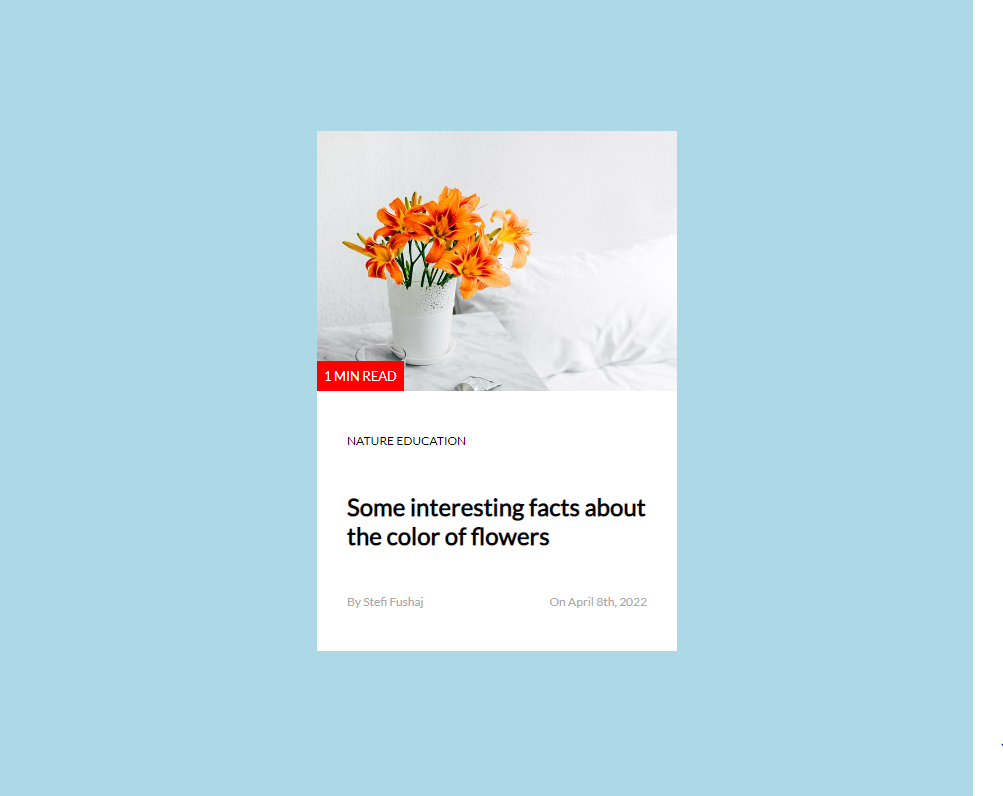 1 MIN READ
NATURE EDUCATION
Some interesting facts about
the color of flowers
By Stefi Fushaj
On April 8th, 2022